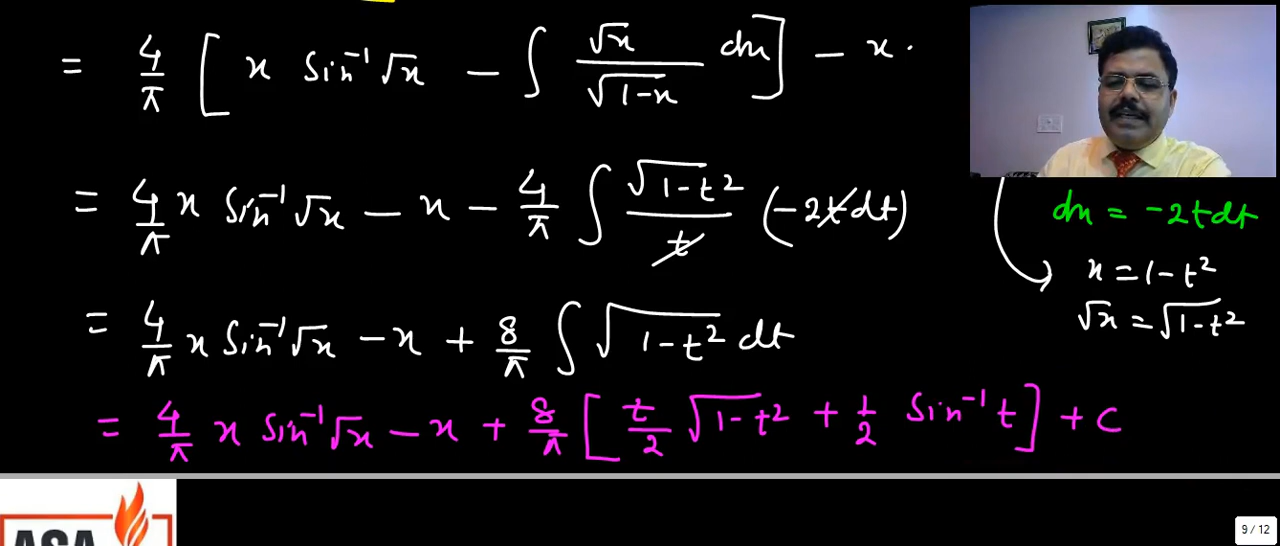 = 4/π [ x Sin⁻¹√x − ∫ √x/√(1−x) dx ] − x .
= 4/π x Sin⁻¹√x − x − 4/π ∫ √(1−t²)/t (−2t dt)
dx = −2t dt
x = 1 − t²
√x = √(1−t²)
= 4/π x Sin⁻¹√x − x + 8/π ∫ √(1−t²) dt
= 4/π x Sin⁻¹√x − x + 8/π [ t/2 √(1−t²) + 1/2 Sin⁻¹ t ] + C
ASA
9 / 12